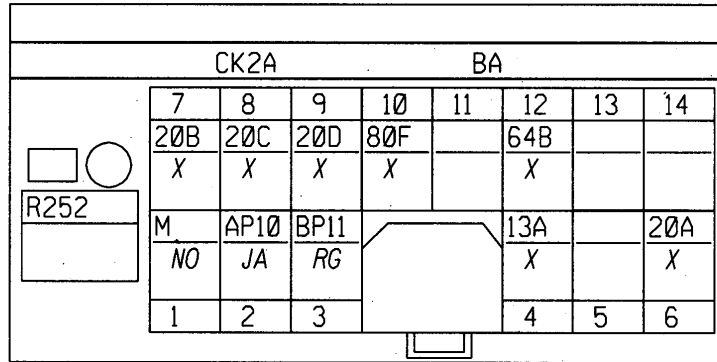 CK2A BA
7 8 9 10 11 12 13 14
20B 20C 20D 80F 64B
X X X X X
R252
M AP10 BP11 13A 20A
NO JA RG X X
1 2 3 4 5 6